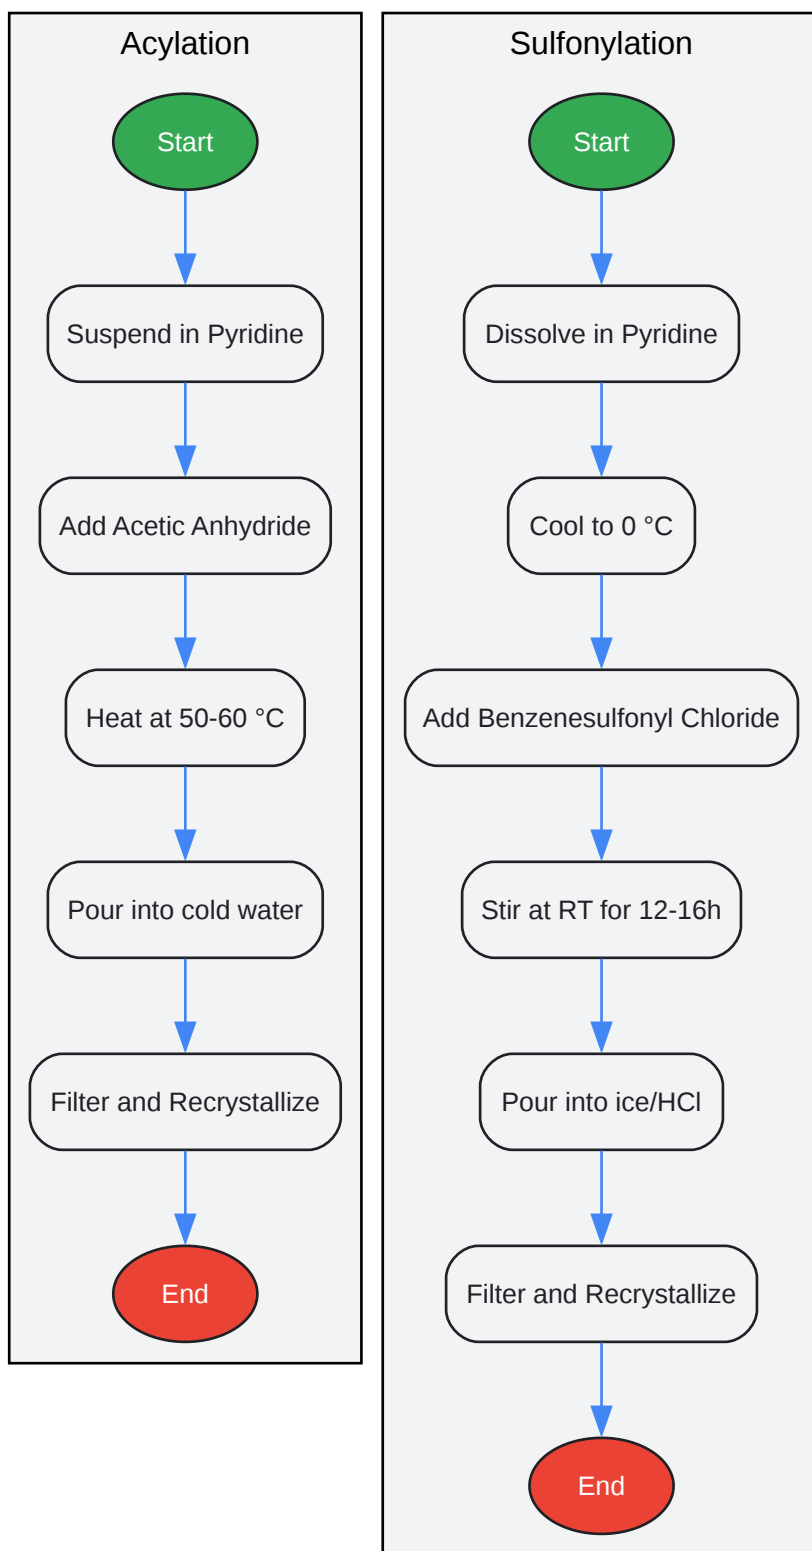 Acylation
Start
Suspend in Pyridine
Add Acetic Anhydride
Heat at 50-60 °C
Pour into cold water
Filter and Recrystallize
End
Sulfonylation
Start
Dissolve in Pyridine
Cool to 0 °C
Add Benzenesulfonyl Chloride
Stir at RT for 12-16h
Pour into ice/HCl
Filter and Recrystallize
End